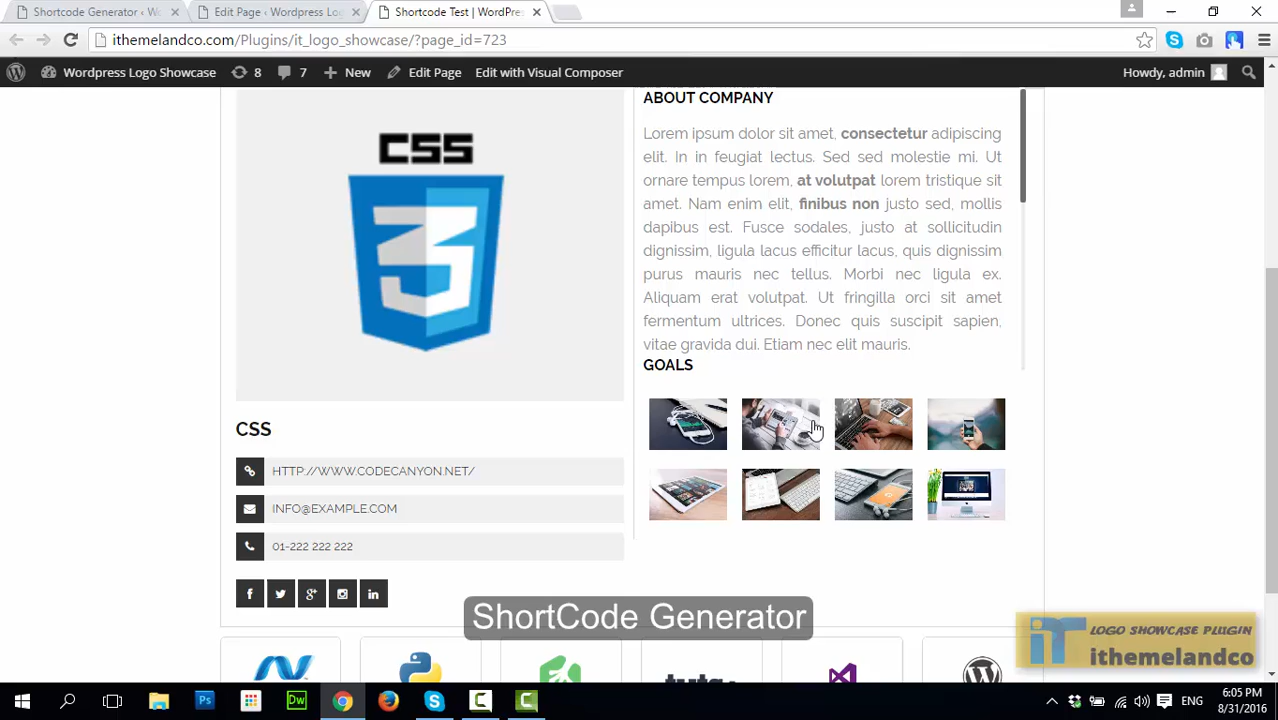 Shortcode Generator ‹ W
Edit Page ‹ Wordpress Lo
Shortcode Test | WordPre
ithemelandco.com/Plugins/it_logo_showcase/?page_id=723
Wordpress Logo Showcase
8
7
New
Edit Page
Edit with Visual Composer
Howdy, admin
CSS
3
ABOUT COMPANY
Lorem ipsum dolor sit amet, consectetur adipiscing
elit. In in feugiat lectus. Sed sed molestie mi. Ut
ornare tempus lorem, at volutpat lorem tristique sit
amet. Nam enim elit, finibus non justo sed, mollis
dapibus est. Fusce sodales, justo at sollicitudin
dignissim, ligula lacus efficitur lacus, quis dignissim
purus mauris nec tellus. Morbi nec ligula ex.
Aliquam erat volutpat. Ut fringilla orci sit amet
fermentum ultrices. Donec quis suscipit sapien,
vitae gravida dui. Etiam nec elit mauris.
GOALS
CSS
HTTP://WWW.CODECANYON.NET/
INFO@EXAMPLE.COM
01-222 222 222
ShortCode Generator
iT LOGO SHOWCASE PLUGIN
ithemelandco
ENG
6:05 PM
8/31/2016